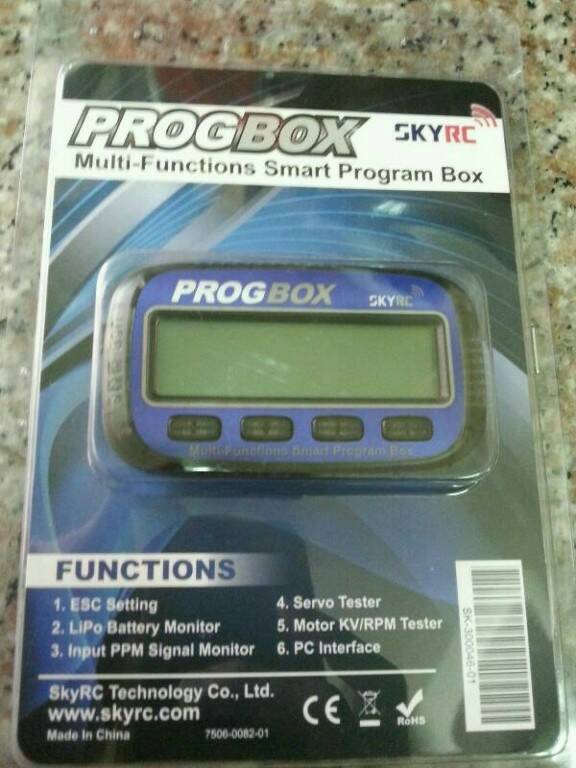 PROGBOX SKYRC
Multi-Functions Smart Program Box
PROGBOX SKYRC
Multi-Functions Smart Program Box
FUNCTIONS
1. ESC Setting
2. LiPo Battery Monitor
3. Input PPM Signal Monitor
4. Servo Tester
5. Motor KV/RPM Tester
6. PC Interface
SK-300046-01
SkyRC Technology Co., Ltd.
www.skyrc.com
Made In China 7506-0082-01
CE
RoHS